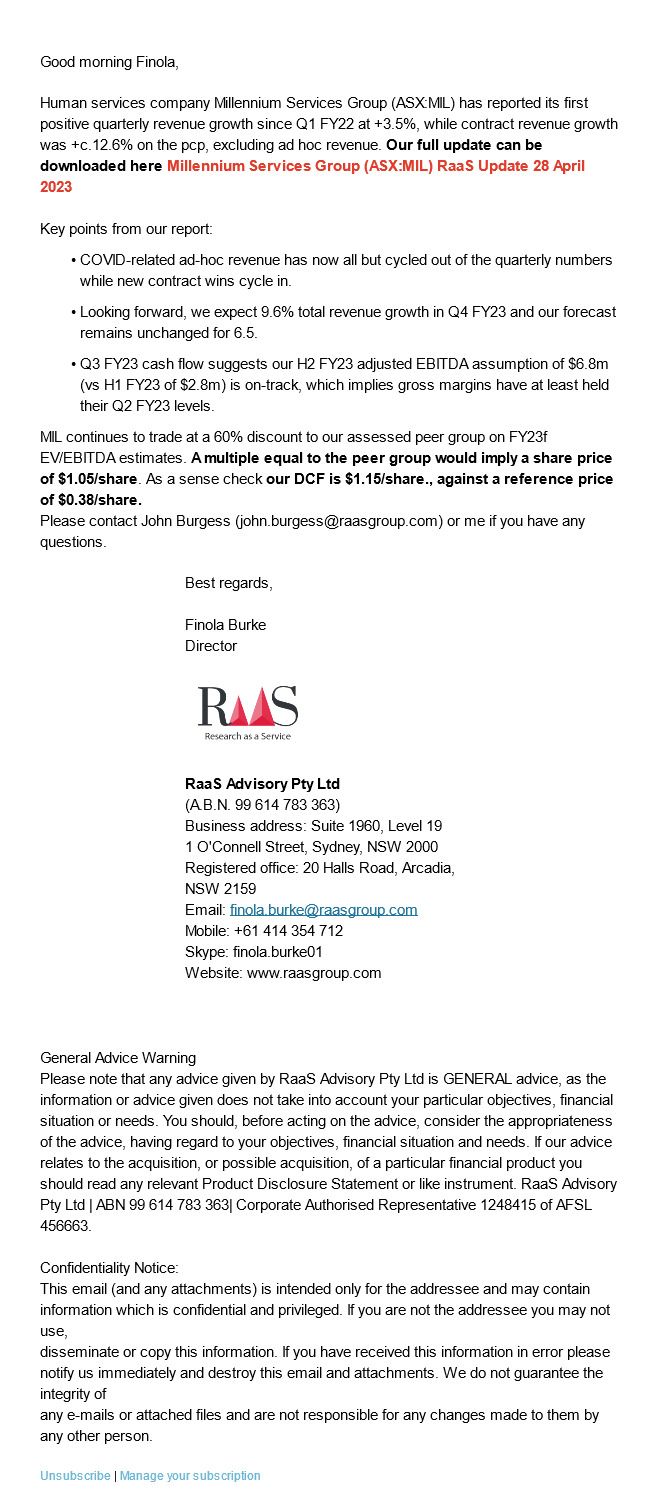 Good morning Finola,
Human services company Millennium Services Group (ASX:MIL) has reported its first
positive quarterly revenue growth since Q1 FY22 at +3.5%, while contract revenue growth
was +c.12.6% on the pcp, excluding ad hoc revenue. Our full update can be
downloaded here Millennium Services Group (ASX:MIL) RaaS Update 28 April
2023
Key points from our report:
• COVID-related ad-hoc revenue has now all but cycled out of the quarterly numbers
while new contract wins cycle in.
• Looking forward, we expect 9.6% total revenue growth in Q4 FY23 and our forecast
remains unchanged for 6.5.
• Q3 FY23 cash flow suggests our H2 FY23 adjusted EBITDA assumption of $6.8m
(vs H1 FY23 of $2.8m) is on-track, which implies gross margins have at least held
their Q2 FY23 levels.
MIL continues to trade at a 60% discount to our assessed peer group on FY23f
EV/EBITDA estimates. A multiple equal to the peer group would imply a share price
of $1.05/share. As a sense check our DCF is $1.15/share., against a reference price
of $0.38/share.
Please contact John Burgess (john.burgess@raasgroup.com) or me if you have any
questions.
Best regards,
Finola Burke
Director
RaaS
Research as a Service
RaaS Advisory Pty Ltd
(A.B.N. 99 614 783 363)
Business address: Suite 1960, Level 19
1 O'Connell Street, Sydney, NSW 2000
Registered office: 20 Halls Road, Arcadia,
NSW 2159
Email: finola.burke@raasgroup.com
Mobile: +61 414 354 712
Skype: finola.burke01
Website: www.raasgroup.com
General Advice Warning
Please note that any advice given by RaaS Advisory Pty Ltd is GENERAL advice, as the
information or advice given does not take into account your particular objectives, financial
situation or needs. You should, before acting on the advice, consider the appropriateness
of the advice, having regard to your objectives, financial situation and needs. If our advice
relates to the acquisition, or possible acquisition, of a particular financial product you
should read any relevant Product Disclosure Statement or like instrument. RaaS Advisory
Pty Ltd | ABN 99 614 783 363| Corporate Authorised Representative 1248415 of AFSL
456663.
Confidentiality Notice:
This email (and any attachments) is intended only for the addressee and may contain
information which is confidential and privileged. If you are not the addressee you may not
use,
disseminate or copy this information. If you have received this information in error please
notify us immediately and destroy this email and attachments. We do not guarantee the
integrity of
any e-mails or attached files and are not responsible for any changes made to them by
any other person.
Unsubscribe | Manage your subscription